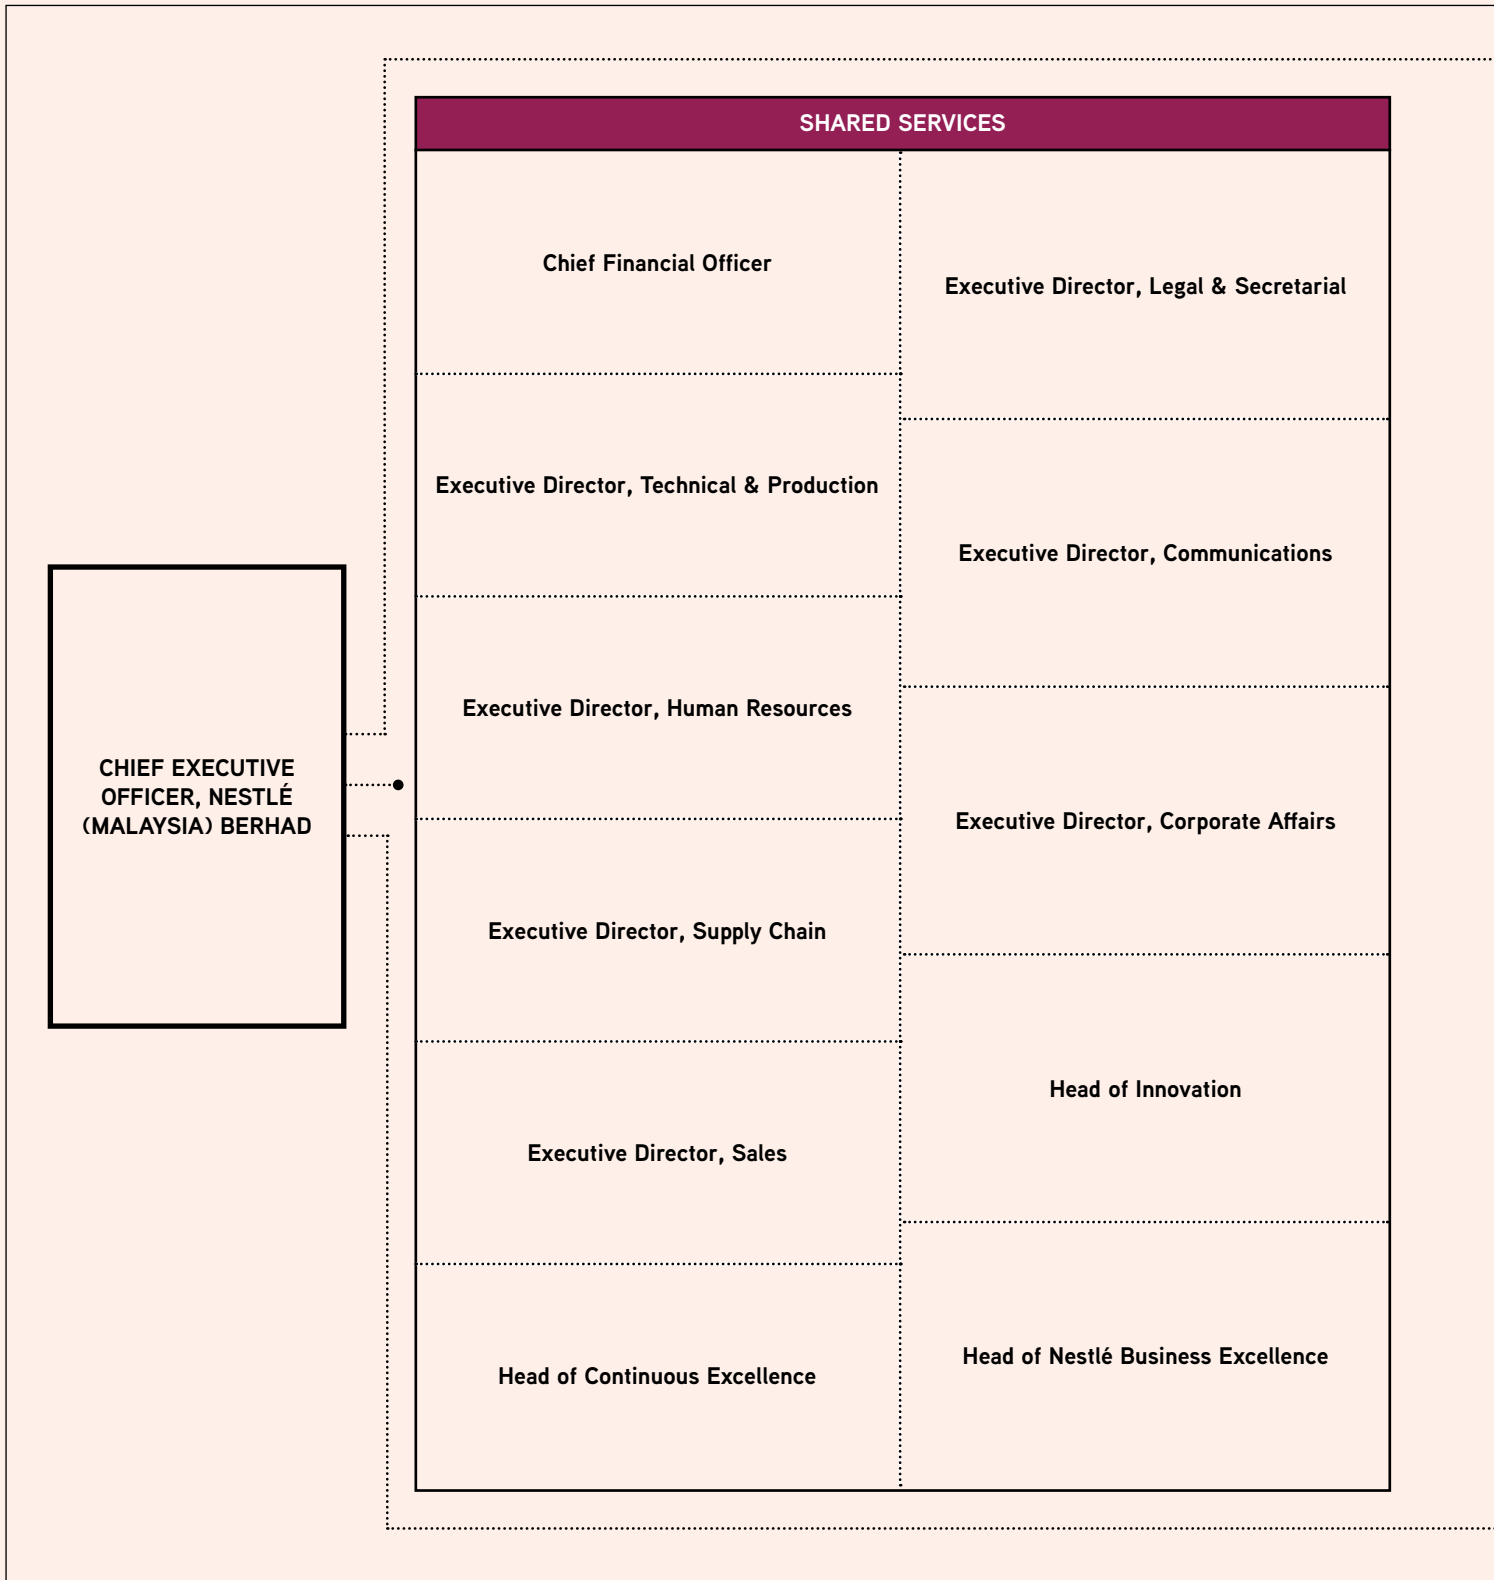 SHARED SERVICES
Chief Financial Officer
Executive Director, Technical & Production
Executive Director, Human Resources
Executive Director, Supply Chain
Executive Director, Sales
Head of Continuous Excellence
Executive Director, Legal & Secretarial
Executive Director, Communications
Executive Director, Corporate Affairs
Head of Innovation
Head of Nestlé Business Excellence
CHIEF EXECUTIVE
OFFICER, NESTLÉ
(MALAYSIA) BERHAD